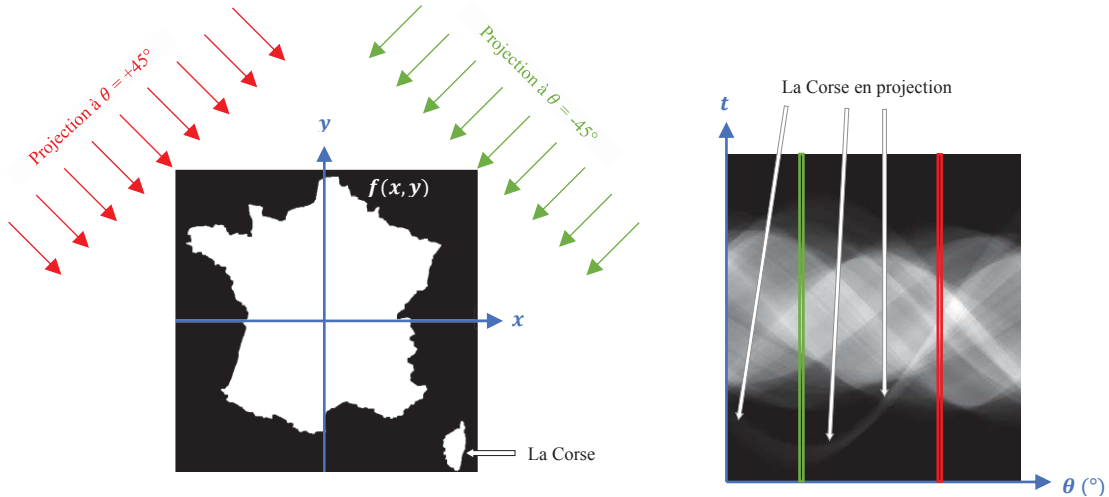 Projection à θ = +45°
Projection à θ = -45°
y
f(x, y)
x
La Corse
La Corse en projection
t
θ (°)